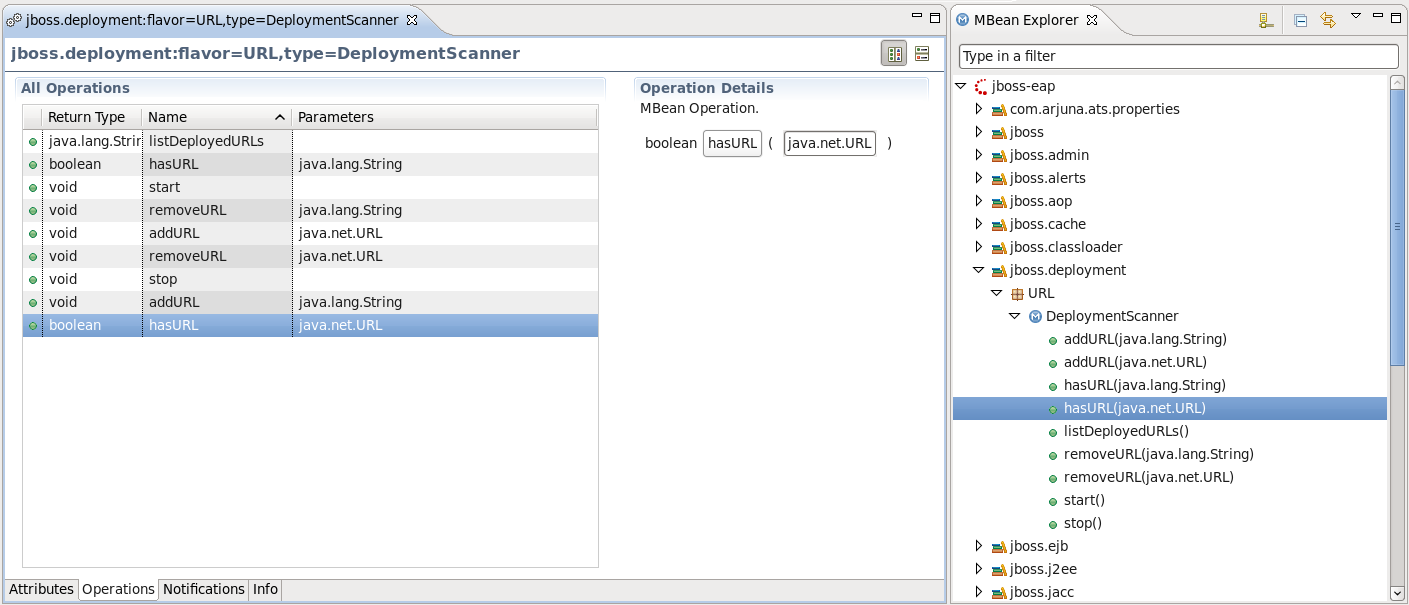 jboss.deployment:flavor=URL,type=DeploymentScanner
jboss.deployment:flavor=URL,type=DeploymentScanner
All Operations
Return Type Name Parameters
java.lang.Strin listDeployedURLs
boolean hasURL java.lang.String
void start
void removeURL java.lang.String
void addURL java.net.URL
void removeURL java.net.URL
void stop
void addURL java.lang.String
boolean hasURL java.net.URL
Operation Details
MBean Operation.
boolean hasURL ( java.net.URL )
Attributes Operations Notifications Info
MBean Explorer
Type in a filter
jboss-eap
com.arjuna.ats.properties
jboss
jboss.admin
jboss.alerts
jboss.aop
jboss.cache
jboss.classloader
jboss.deployment
URL
DeploymentScanner
addURL(java.lang.String)
addURL(java.net.URL)
hasURL(java.lang.String)
hasURL(java.net.URL)
listDeployedURLs()
removeURL(java.lang.String)
removeURL(java.net.URL)
start()
stop()
jboss.ejb
jboss.j2ee
jboss.jacc